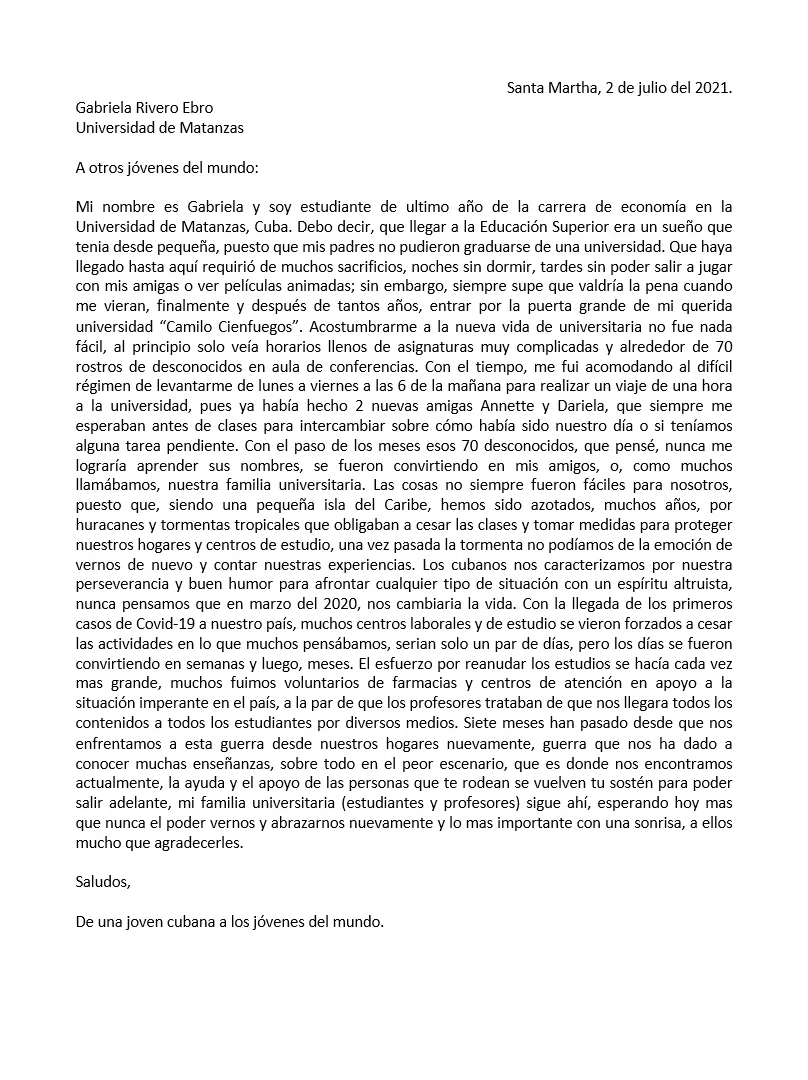 Santa Martha, 2 de julio del 2021.
Gabriela Rivero Ebro
Universidad de Matanzas
A otros jóvenes del mundo:
Mi nombre es Gabriela y soy estudiante de ultimo año de la carrera de economía en la
Universidad de Matanzas, Cuba. Debo decir, que llegar a la Educación Superior era un sueño que
tenia desde pequeña, puesto que mis padres no pudieron graduarse de una universidad. Que haya
llegado hasta aquí requirió de muchos sacrificios, noches sin dormir, tardes sin poder salir a jugar
con mis amigas o ver películas animadas; sin embargo, siempre supe que valdría la pena cuando
me vieran, finalmente y después de tantos años, entrar por la puerta grande de mi querida
universidad “Camilo Cienfuegos”. Acostumbrarme a la nueva vida de universitaria no fue nada
fácil, al principio solo veía horarios llenos de asignaturas muy complicadas y alrededor de 70
rostros de desconocidos en aula de conferencias. Con el tiempo, me fui acomodando al difícil
régimen de levantarme de lunes a viernes a las 6 de la mañana para realizar un viaje de una hora
a la universidad, pues ya había hecho 2 nuevas amigas Annette y Dariela, que siempre me
esperaban antes de clases para intercambiar sobre cómo había sido nuestro día o si teníamos
alguna tarea pendiente. Con el paso de los meses esos 70 desconocidos, que pensé, nunca me
lograría aprender sus nombres, se fueron convirtiendo en mis amigos, o, como muchos
llamábamos, nuestra familia universitaria. Las cosas no siempre fueron fáciles para nosotros,
puesto que, siendo una pequeña isla del Caribe, hemos sido azotados, muchos años, por
huracanes y tormentas tropicales que obligaban a cesar las clases y tomar medidas para proteger
nuestros hogares y centros de estudio, una vez pasada la tormenta no podíamos de la emoción de
vernos de nuevo y contar nuestras experiencias. Los cubanos nos caracterizamos por nuestra
perseverancia y buen humor para afrontar cualquier tipo de situación con un espíritu altruista,
nunca pensamos que en marzo del 2020, nos cambiaria la vida. Con la llegada de los primeros
casos de Covid-19 a nuestro país, muchos centros laborales y de estudio se vieron forzados a cesar
las actividades en lo que muchos pensábamos, serian solo un par de días, pero los días se fueron
convirtiendo en semanas y luego, meses. El esfuerzo por reanudar los estudios se hacía cada vez
mas grande, muchos fuimos voluntarios de farmacias y centros de atención en apoyo a la
situación imperante en el país, a la par de que los profesores trataban de que nos llegara todos los
contenidos a todos los estudiantes por diversos medios. Siete meses han pasado desde que nos
enfrentamos a esta guerra desde nuestros hogares nuevamente, guerra que nos ha dado a
conocer muchas enseñanzas, sobre todo en el peor escenario, que es donde nos encontramos
actualmente, la ayuda y el apoyo de las personas que te rodean se vuelven tu sostén para poder
salir adelante, mi familia universitaria (estudiantes y profesores) sigue ahí, esperando hoy mas
que nunca el poder vernos y abrazarnos nuevamente y lo mas importante con una sonrisa, a ellos
mucho que agradecerles.
Saludos,
De una joven cubana a los jóvenes del mundo.